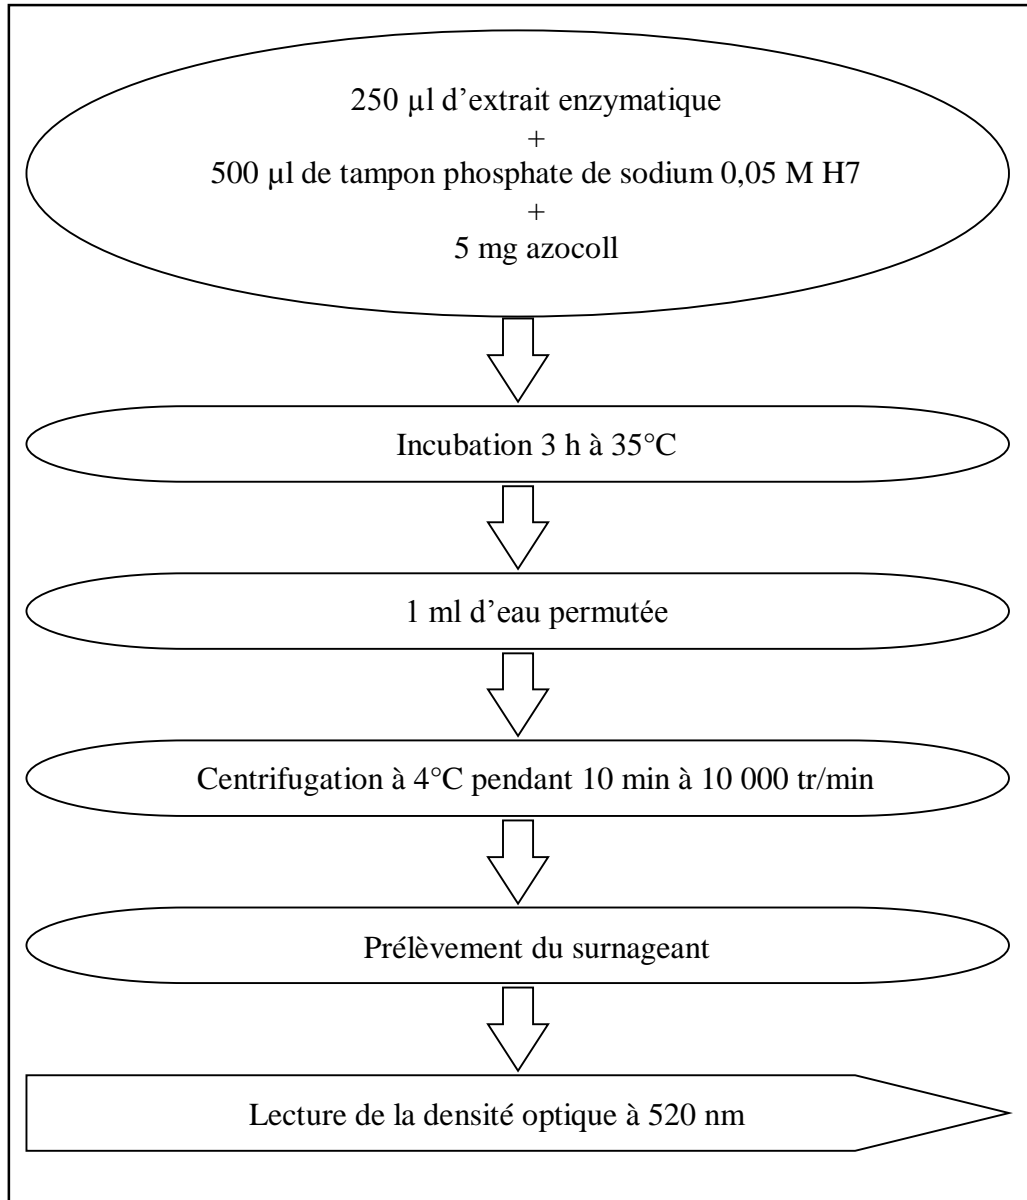 250 µl d’extrait enzymatique
+
500 µl de tampon phosphate de sodium 0,05 M H7
+
5 mg azocoll
Incubation 3 h à 35°C
1 ml d’eau permutée
Centrifugation à 4°C pendant 10 min à 10 000 tr/min
Prélèvement du surnageant
Lecture de la densité optique à 520 nm